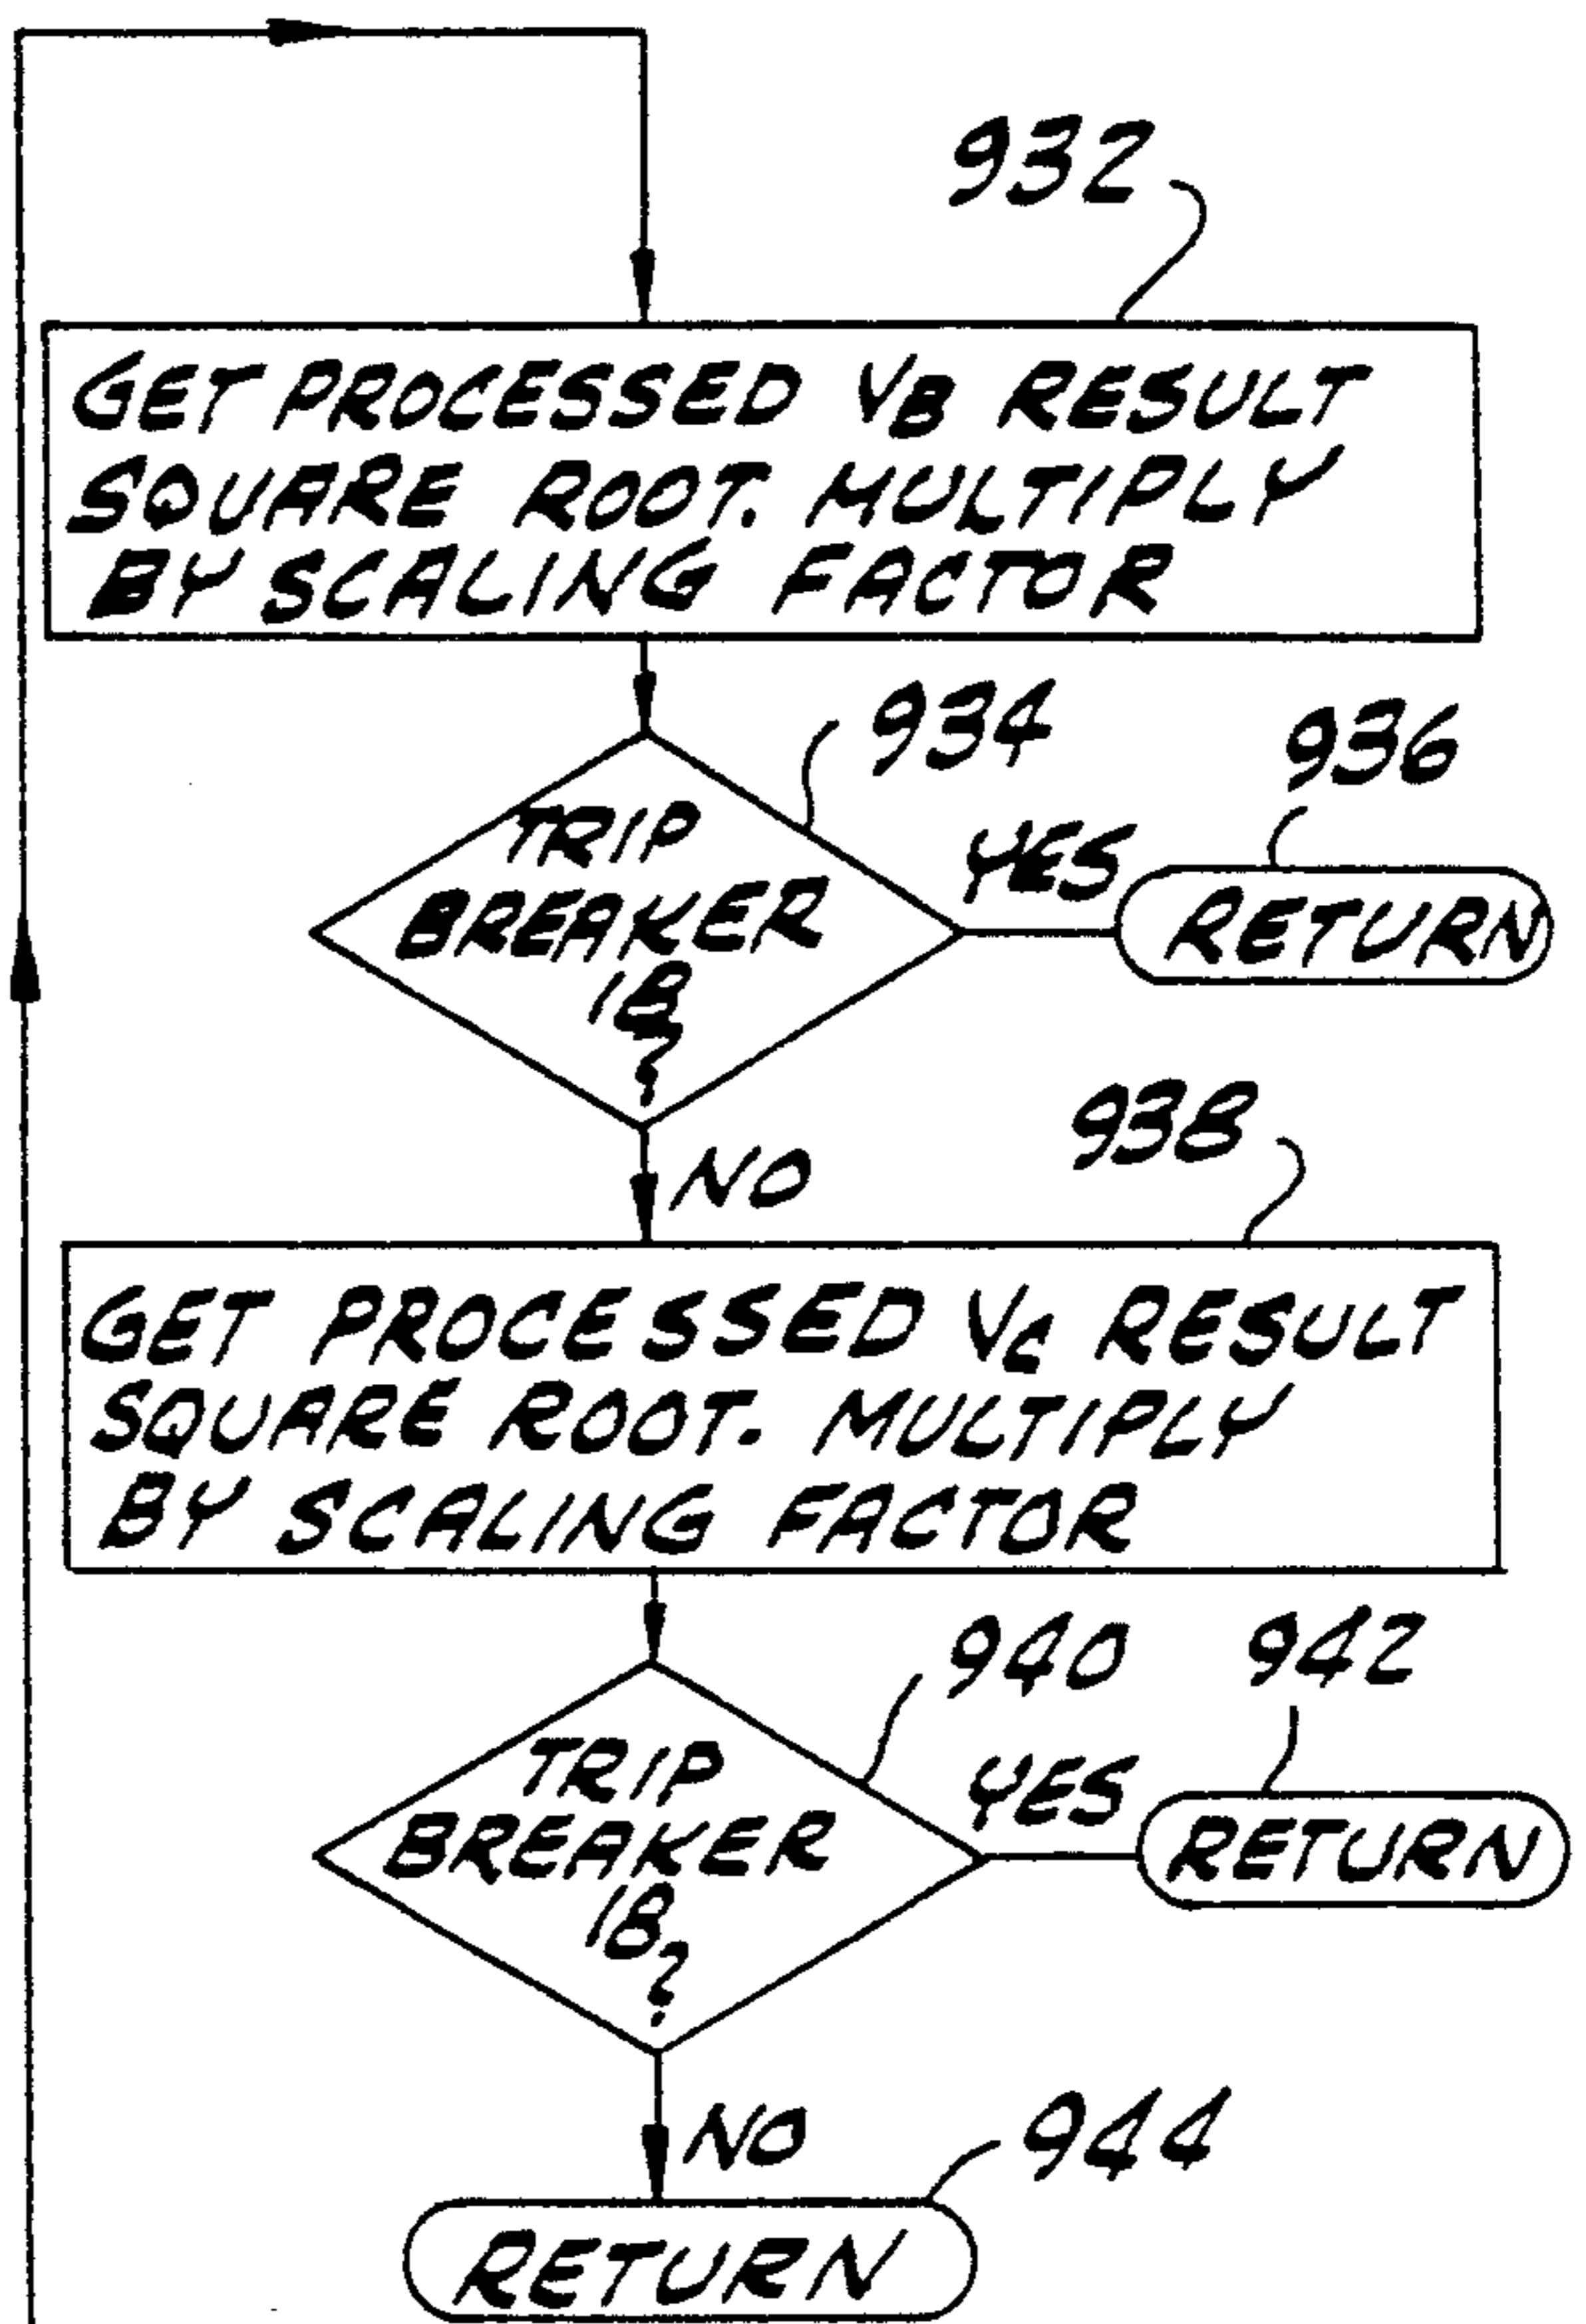 932
GET PROCESSED VB RESULT
SQUARE ROOT. MULTIPLY
BY SCALING FACTOR
934
936
TRIP
BREAKER
1B
?
YES
RETURN
NO
938
GET PROCESSED VC RESULT
SQUARE ROOT. MULTIPLY
BY SCALING FACTOR
940
942
TRIP
BREAKER
1B
?
YES
RETURN
NO
944
RETURN